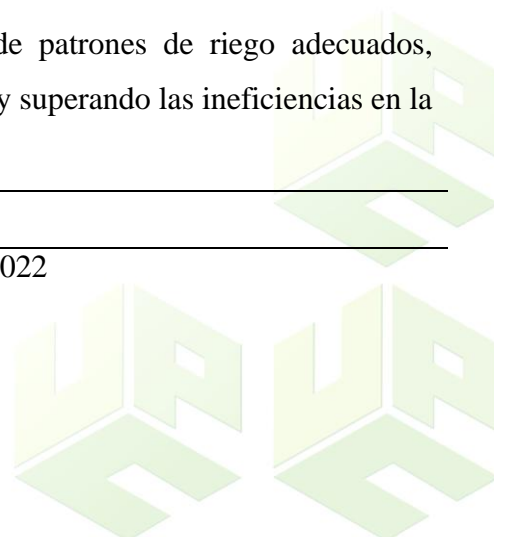 de patrones de riego adecuados,
y superando las ineficiencias en la
022